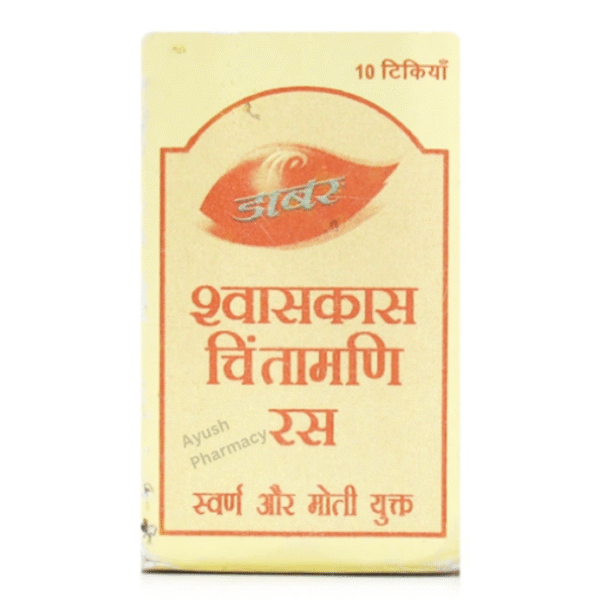 10 टिकियाँ
डाबर
श्वासकास
चिंतामणि
रस
Ayush
Pharmacy
स्वर्ण और मोती युक्त